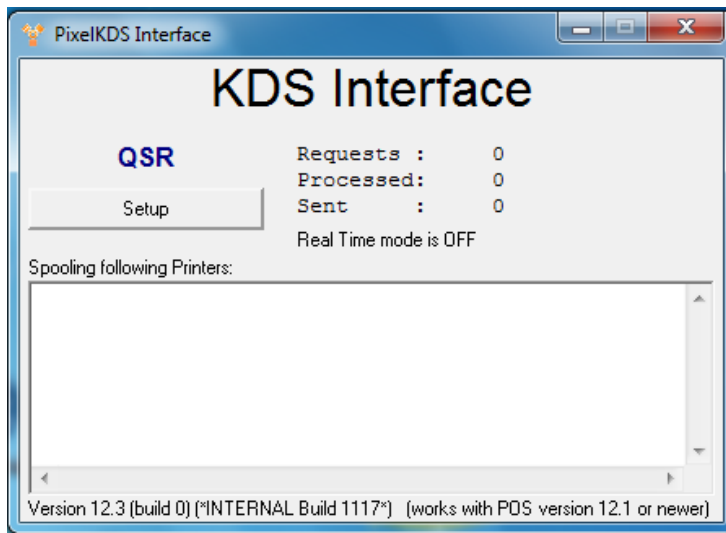 PixelKDS Interface
KDS Interface
QSR
Setup
Requests : 0
Processed: 0
Sent : 0
Real Time mode is OFF
Spooling following Printers:
Version 12.3 (build 0) (*INTERNAL Build 1117*) (works with POS version 12.1 or newer)